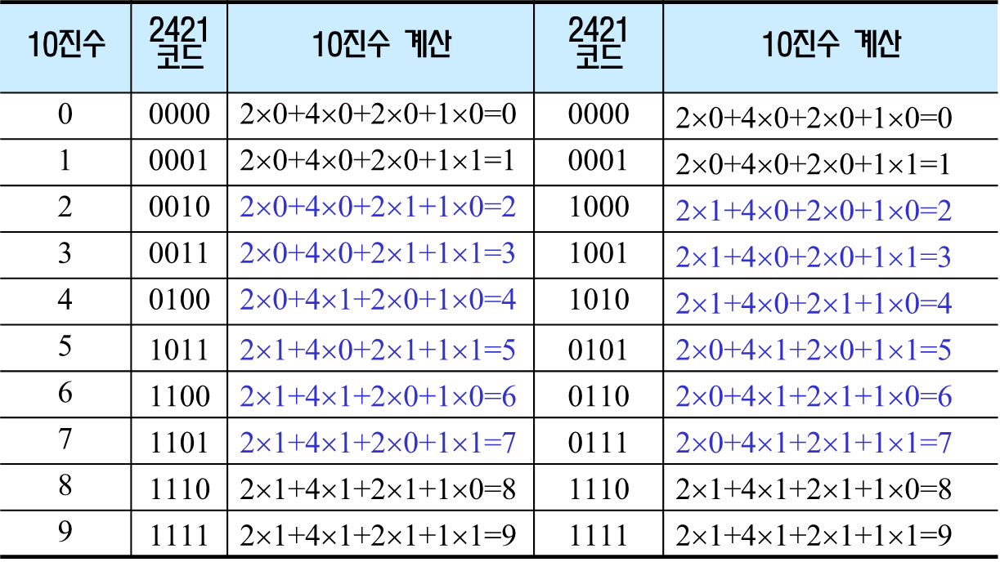 10진수 2421 코드 10진수 계산 2421 코드 10진수 계산
0 0000 2×0+4×0+2×0+1×0=0 0000 2×0+4×0+2×0+1×0=0
1 0001 2×0+4×0+2×0+1×1=1 0001 2×0+4×0+2×0+1×1=1
2 0010 2×0+4×0+2×1+1×0=2 1000 2×1+4×0+2×0+1×0=2
3 0011 2×0+4×0+2×1+1×1=3 1001 2×1+4×0+2×0+1×1=3
4 0100 2×0+4×1+2×0+1×0=4 1010 2×1+4×0+2×1+1×0=4
5 1011 2×1+4×0+2×1+1×1=5 0101 2×0+4×1+2×0+1×1=5
6 1100 2×1+4×1+2×0+1×0=6 0110 2×0+4×1+2×1+1×0=6
7 1101 2×1+4×1+2×0+1×1=7 0111 2×0+4×1+2×1+1×1=7
8 1110 2×1+4×1+2×1+1×0=8 1110 2×1+4×1+2×1+1×0=8
9 1111 2×1+4×1+2×1+1×1=9 1111 2×1+4×1+2×1+1×1=9